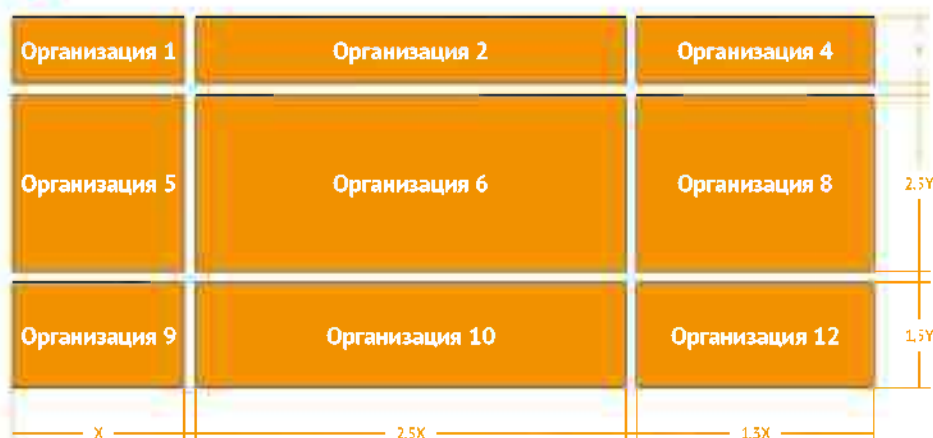 Организация 1
Организация 2
Организация 4
Организация 5
Организация 6
Организация 8
2.5Y
Организация 9
Организация 10
Организация 12
1,5Y
X
2.5X
1.3X